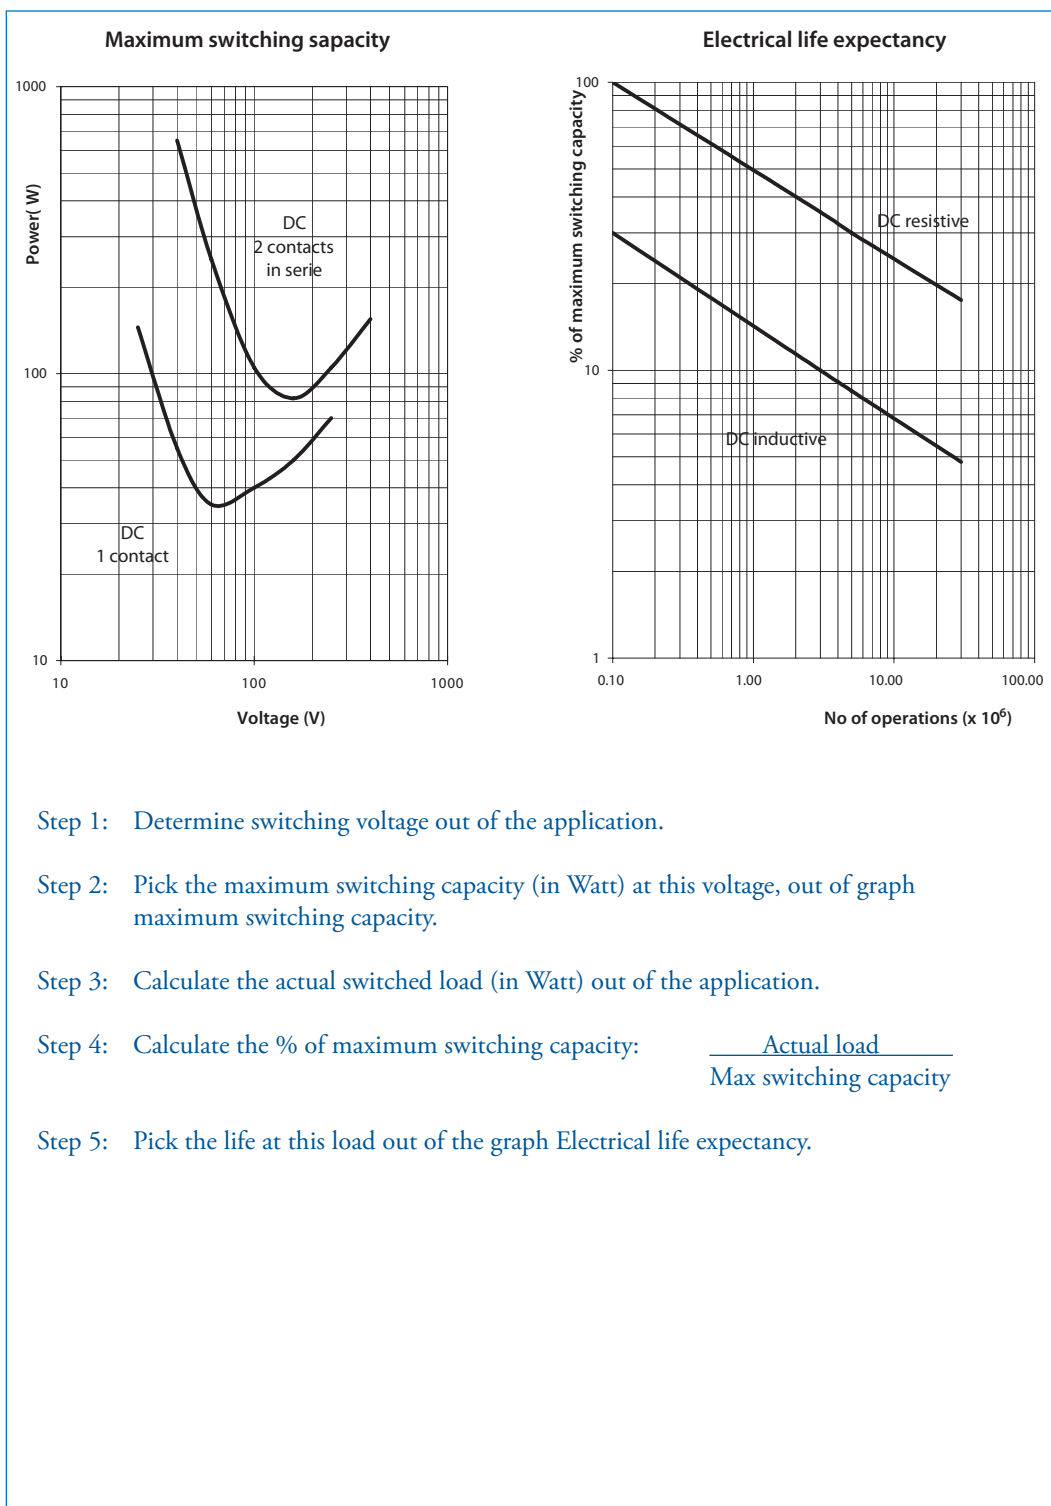 Maximum switching sapacity
1000
100
10
10
100
1000
Power( W)
Voltage (V)
DC
2 contacts
in serie
DC
1 contact
Electrical life expectancy
100
10
1
0.10
1.00
10.00
100.00
% of maximum switching capacity
No of operations (x 10⁶)
DC resistive
DC inductive
Step 1: Determine switching voltage out of the application.
Step 2: Pick the maximum switching capacity (in Watt) at this voltage, out of graph
maximum switching capacity.
Step 3: Calculate the actual switched load (in Watt) out of the application.
Step 4: Calculate the % of maximum switching capacity: Actual load
Max switching capacity
Step 5: Pick the life at this load out of the graph Electrical life expectancy.